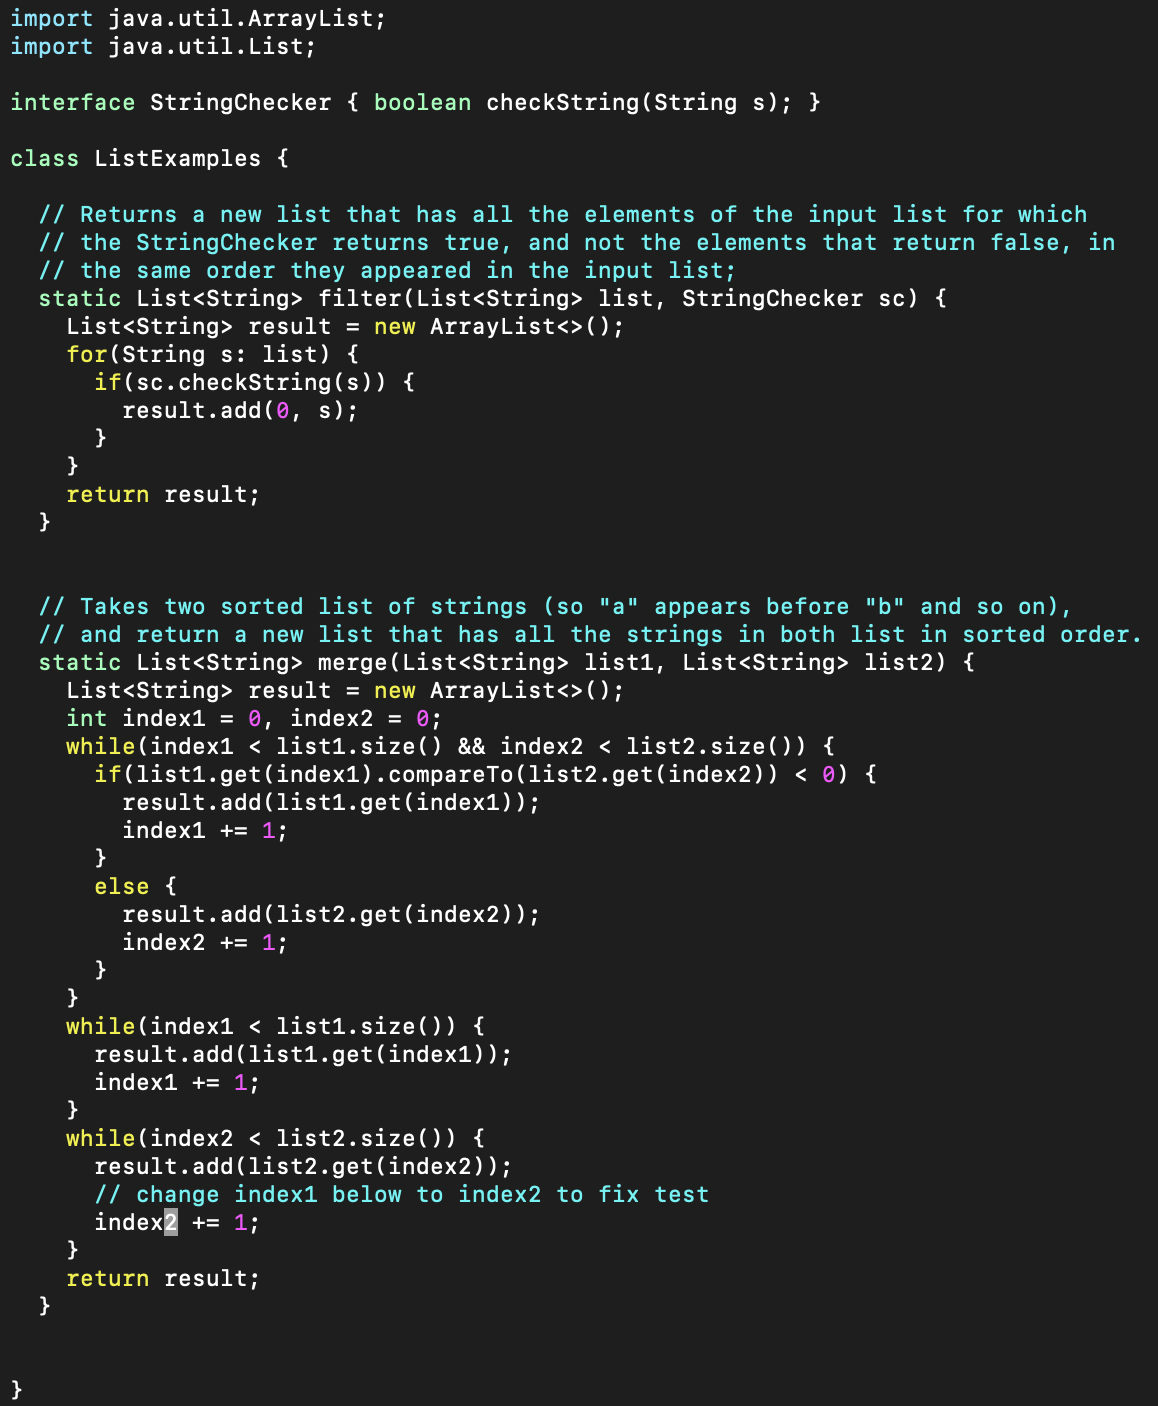 import java.util.ArrayList;
import java.util.List;

interface StringChecker { boolean checkString(String s); }

class ListExamples {

  // Returns a new list that has all the elements of the input list for which
  // the StringChecker returns true, and not the elements that return false, in
  // the same order they appeared in the input list;
  static List<String> filter(List<String> list, StringChecker sc) {
    List<String> result = new ArrayList<>();
    for(String s: list) {
      if(sc.checkString(s)) {
        result.add(0, s);
      }
    }
    return result;
  }


  // Takes two sorted list of strings (so "a" appears before "b" and so on),
  // and return a new list that has all the strings in both list in sorted order.
  static List<String> merge(List<String> list1, List<String> list2) {
    List<String> result = new ArrayList<>();
    int index1 = 0, index2 = 0;
    while(index1 < list1.size() && index2 < list2.size()) {
      if(list1.get(index1).compareTo(list2.get(index2)) < 0) {
        result.add(list1.get(index1));
        index1 += 1;
      }
      else {
        result.add(list2.get(index2));
        index2 += 1;
      }
    }
    while(index1 < list1.size()) {
      result.add(list1.get(index1));
      index1 += 1;
    }
    while(index2 < list2.size()) {
      result.add(list2.get(index2));
      // change index1 below to index2 to fix test
      index2 += 1;
    }
    return result;
  }


}